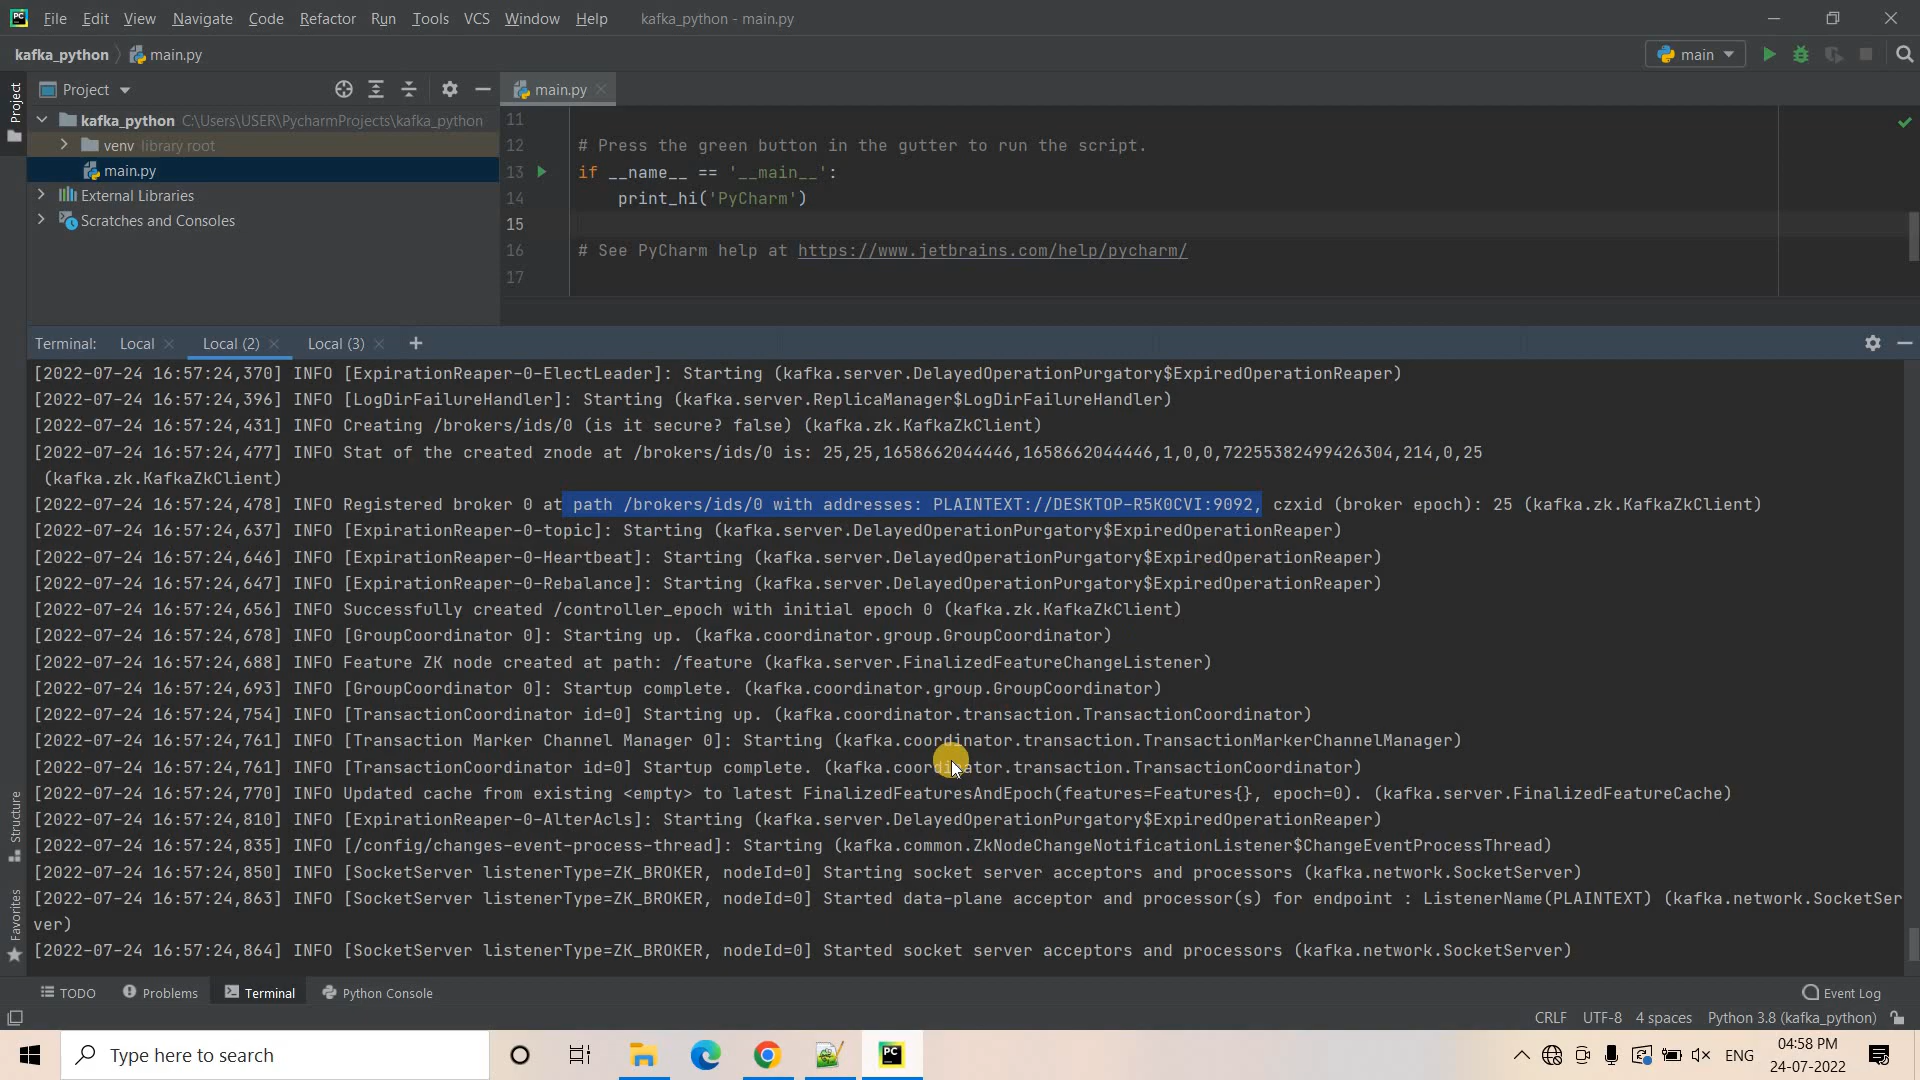 PC File Edit View Navigate Code Refactor Run Tools VCS Window Help kafka_python - main.py
kafka_python main.py
main
Project
main.py
kafka_python C:\Users\USER\PycharmProjects\kafka_python
venv library root
main.py
External Libraries
Scratches and Consoles
Project
11
12 # Press the green button in the gutter to run the script.
13 if __name__ == '__main__':
14 print_hi('PyCharm')
15
16 # See PyCharm help at https://www.jetbrains.com/help/pycharm/
17
Terminal: Local Local (2) Local (3)
[2022-07-24 16:57:24,370] INFO [ExpirationReaper-0-ElectLeader]: Starting (kafka.server.DelayedOperationPurgatory$ExpiredOperationReaper)
[2022-07-24 16:57:24,396] INFO [LogDirFailureHandler]: Starting (kafka.server.ReplicaManager$LogDirFailureHandler)
[2022-07-24 16:57:24,431] INFO Creating /brokers/ids/0 (is it secure? false) (kafka.zk.KafkaZkClient)
[2022-07-24 16:57:24,477] INFO Stat of the created znode at /brokers/ids/0 is: 25,25,1658662044446,1658662044446,1,0,0,72255382499426304,214,0,25
(kafka.zk.KafkaZkClient)
[2022-07-24 16:57:24,478] INFO Registered broker 0 at path /brokers/ids/0 with addresses: PLAINTEXT://DESKTOP-R5K0CVI:9092, czxid (broker epoch): 25 (kafka.zk.KafkaZkClient)
[2022-07-24 16:57:24,637] INFO [ExpirationReaper-0-topic]: Starting (kafka.server.DelayedOperationPurgatory$ExpiredOperationReaper)
[2022-07-24 16:57:24,646] INFO [ExpirationReaper-0-Heartbeat]: Starting (kafka.server.DelayedOperationPurgatory$ExpiredOperationReaper)
[2022-07-24 16:57:24,647] INFO [ExpirationReaper-0-Rebalance]: Starting (kafka.server.DelayedOperationPurgatory$ExpiredOperationReaper)
[2022-07-24 16:57:24,656] INFO Successfully created /controller_epoch with initial epoch 0 (kafka.zk.KafkaZkClient)
[2022-07-24 16:57:24,678] INFO [GroupCoordinator 0]: Starting up. (kafka.coordinator.group.GroupCoordinator)
[2022-07-24 16:57:24,688] INFO Feature ZK node created at path: /feature (kafka.server.FinalizedFeatureChangeListener)
[2022-07-24 16:57:24,693] INFO [GroupCoordinator 0]: Startup complete. (kafka.coordinator.group.GroupCoordinator)
[2022-07-24 16:57:24,754] INFO [TransactionCoordinator id=0] Starting up. (kafka.coordinator.transaction.TransactionCoordinator)
[2022-07-24 16:57:24,761] INFO [Transaction Marker Channel Manager 0]: Starting (kafka.coordinator.transaction.TransactionMarkerChannelManager)
[2022-07-24 16:57:24,761] INFO [TransactionCoordinator id=0] Startup complete. (kafka.coordinator.transaction.TransactionCoordinator)
[2022-07-24 16:57:24,770] INFO Updated cache from existing <empty> to latest FinalizedFeaturesAndEpoch(features=Features{}, epoch=0). (kafka.server.FinalizedFeatureCache)
[2022-07-24 16:57:24,810] INFO [ExpirationReaper-0-AlterAcls]: Starting (kafka.server.DelayedOperationPurgatory$ExpiredOperationReaper)
[2022-07-24 16:57:24,835] INFO [/config/changes-event-process-thread]: Starting (kafka.common.ZkNodeChangeNotificationListener$ChangeEventProcessThread)
[2022-07-24 16:57:24,850] INFO [SocketServer listenerType=ZK_BROKER, nodeId=0] Starting socket server acceptors and processors (kafka.network.SocketServer)
[2022-07-24 16:57:24,863] INFO [SocketServer listenerType=ZK_BROKER, nodeId=0] Started data-plane acceptor and processor(s) for endpoint : ListenerName(PLAINTEXT) (kafka.network.SocketSer
ver)
[2022-07-24 16:57:24,864] INFO [SocketServer listenerType=ZK_BROKER, nodeId=0] Started socket server acceptors and processors (kafka.network.SocketServer)
Structure
Favorites
TODO Problems Terminal Python Console Event Log
CRLF UTF-8 4 spaces Python 3.8 (kafka_python)
Type here to search
PC
ENG
04:58 PM
24-07-2022